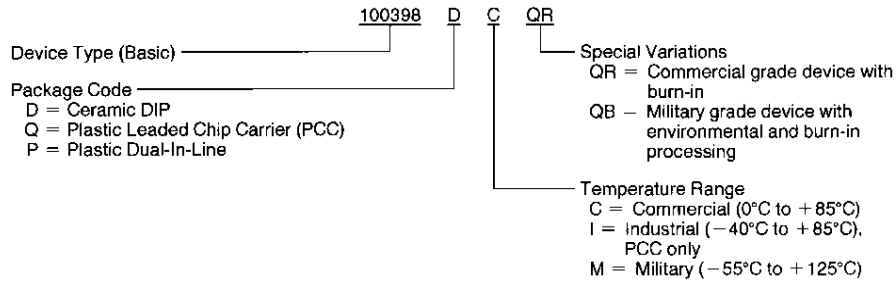 100398 D C QR
Device Type (Basic)
Package Code
D = Ceramic DIP
Q = Plastic Leaded Chip Carrier (PCC)
P = Plastic Dual-In-Line
Special Variations
QR = Commercial grade device with
burn-in
QB – Military grade device with
environmental and burn-in
processing
Temperature Range
C = Commercial (0°C to +85°C)
I = Industrial (−40°C to +85°C),
PCC only
M = Military (−55°C to +125°C)